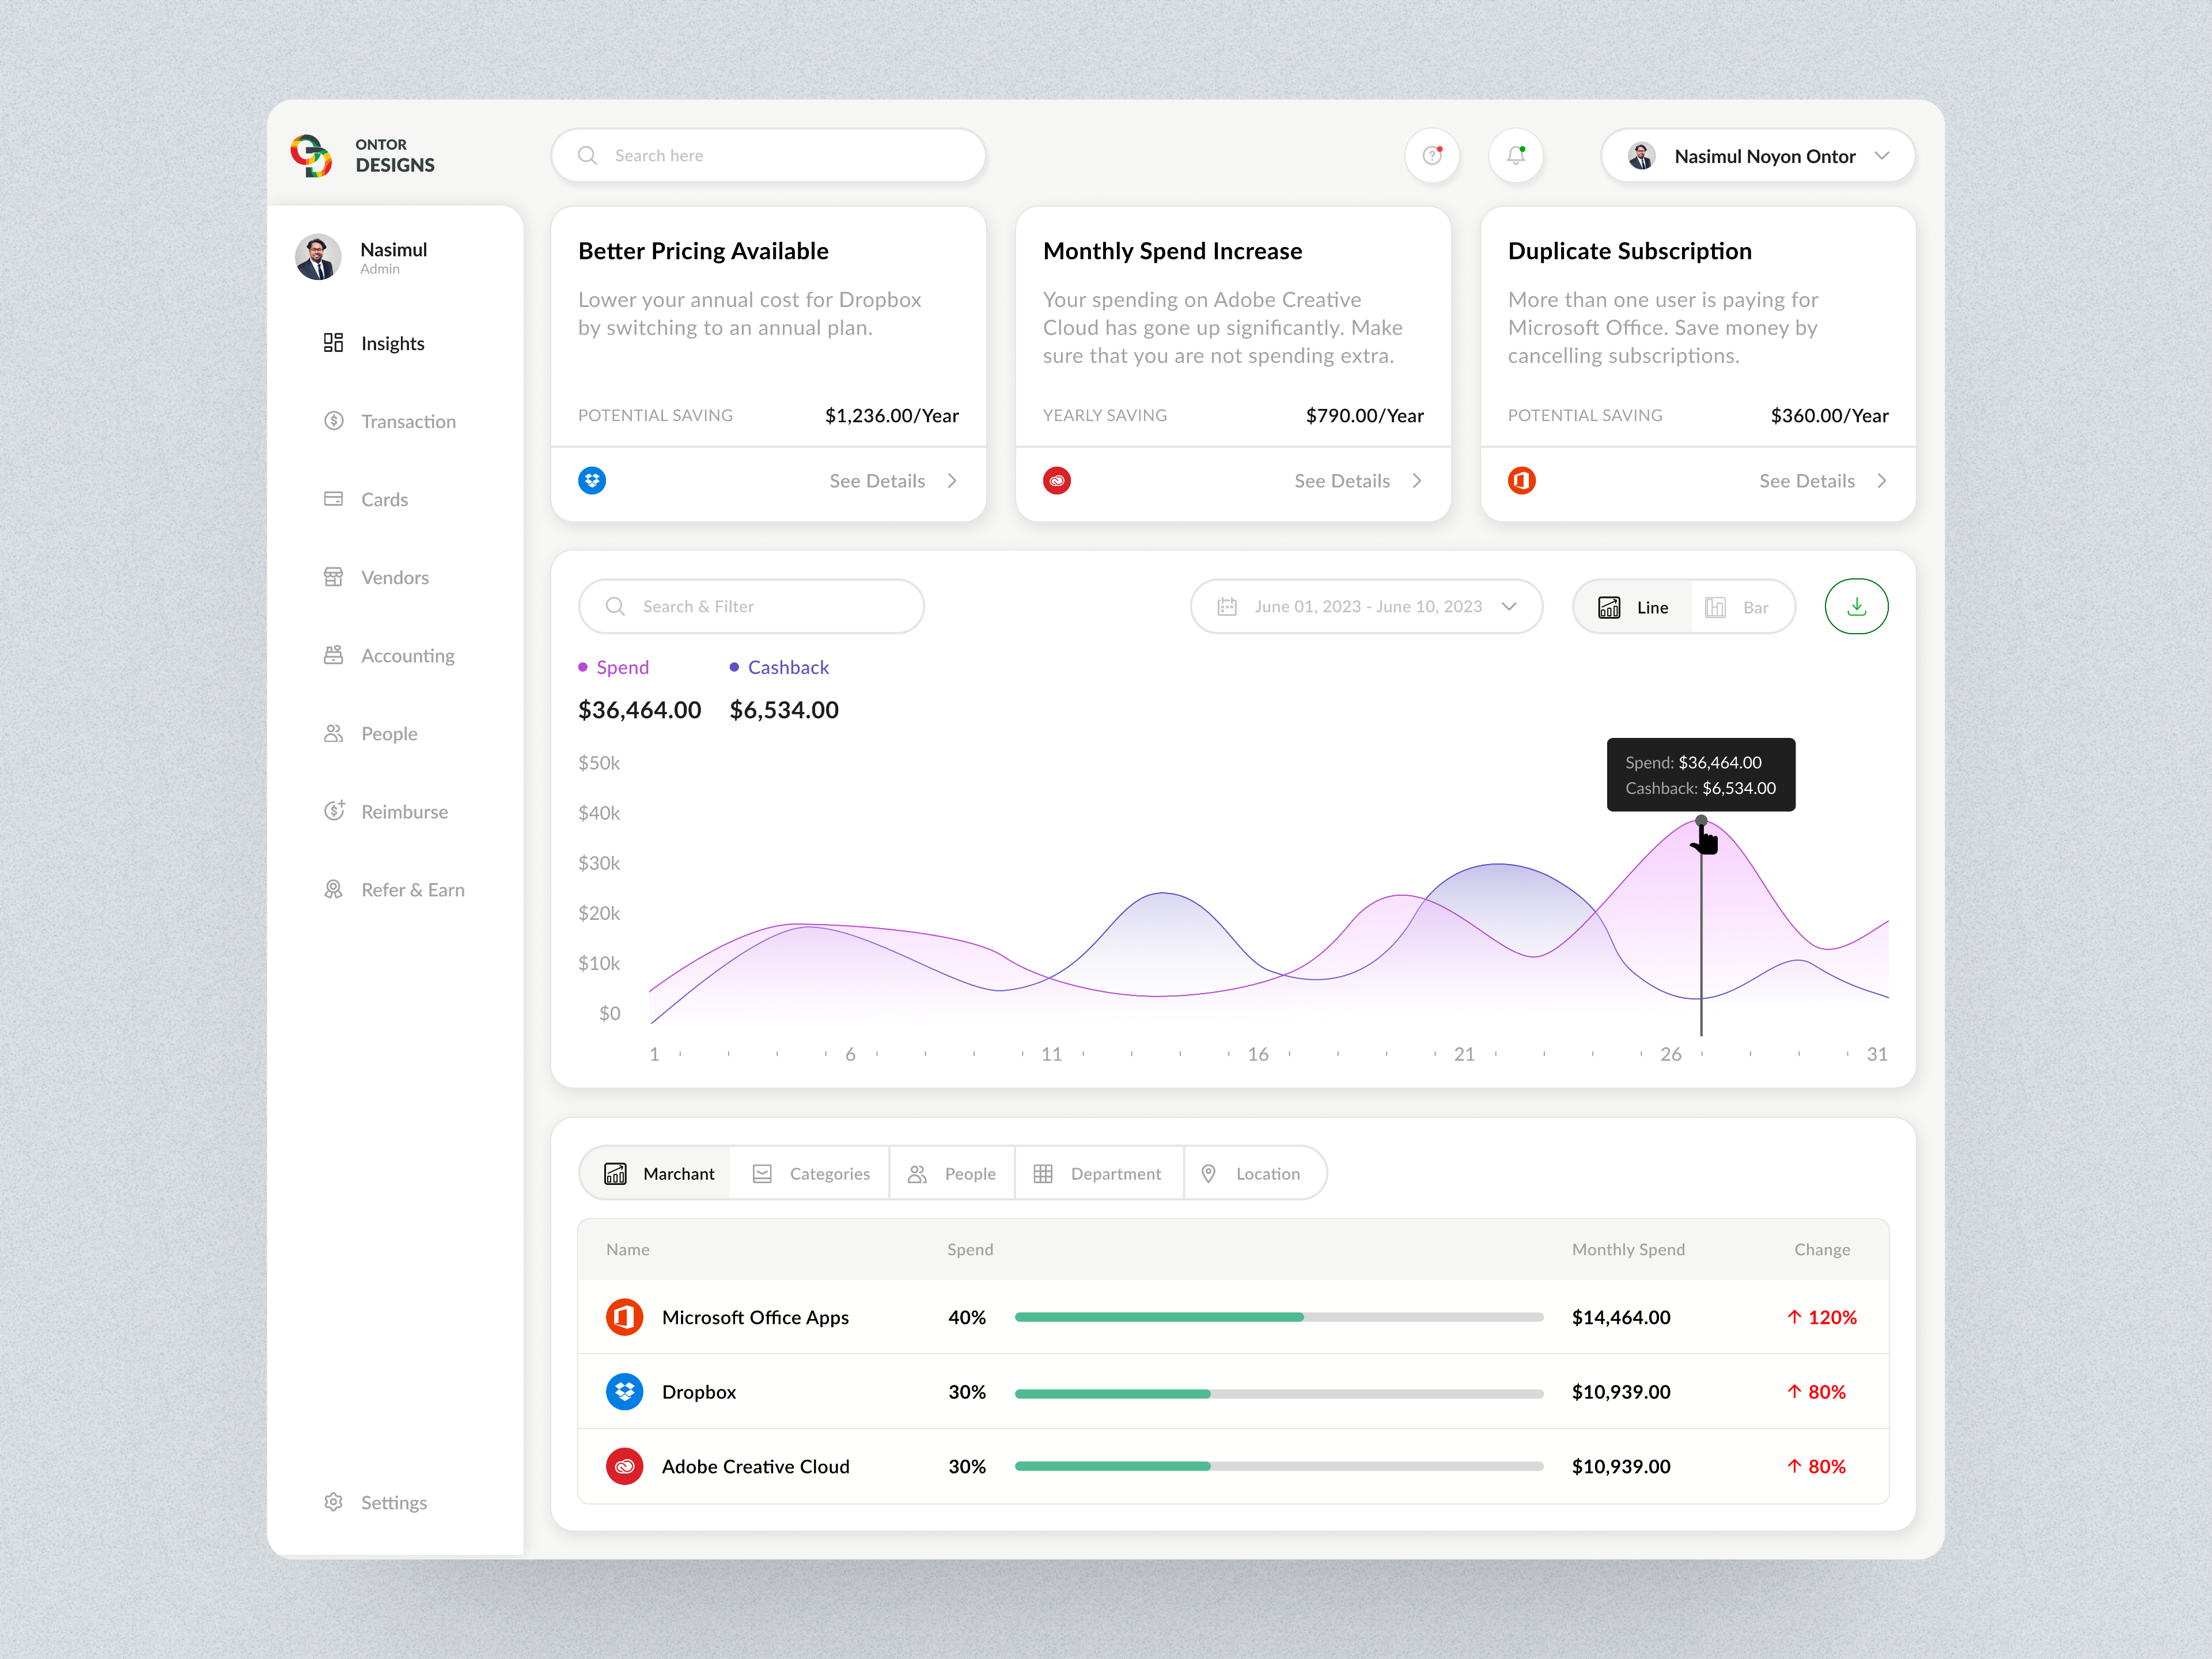 ONTOR
DESIGNS
Search here
Nasimul Noyon Ontor
Nasimul
Admin
Insights
Transaction
Cards
Vendors
Accounting
People
Reimburse
Refer & Earn
Settings
Better Pricing Available
Lower your annual cost for Dropbox
by switching to an annual plan.
POTENTIAL SAVING $1,236.00/Year
See Details
Monthly Spend Increase
Your spending on Adobe Creative
Cloud has gone up significantly. Make
sure that you are not spending extra.
YEARLY SAVING $790.00/Year
See Details
Duplicate Subscription
More than one user is paying for
Microsoft Office. Save money by
cancelling subscriptions.
POTENTIAL SAVING $360.00/Year
See Details
Search & Filter
June 01, 2023 - June 10, 2023
Line Bar
Spend Cashback
$36,464.00 $6,534.00
Spend: $36,464.00
Cashback: $6,534.00
$50k
$40k
$30k
$20k
$10k
$0
1 6 11 16 21 26 31
Marchant Categories People Department Location
Name Spend Monthly Spend Change
Microsoft Office Apps 40% $14,464.00 ↑ 120%
Dropbox 30% $10,939.00 ↑ 80%
Adobe Creative Cloud 30% $10,939.00 ↑ 80%